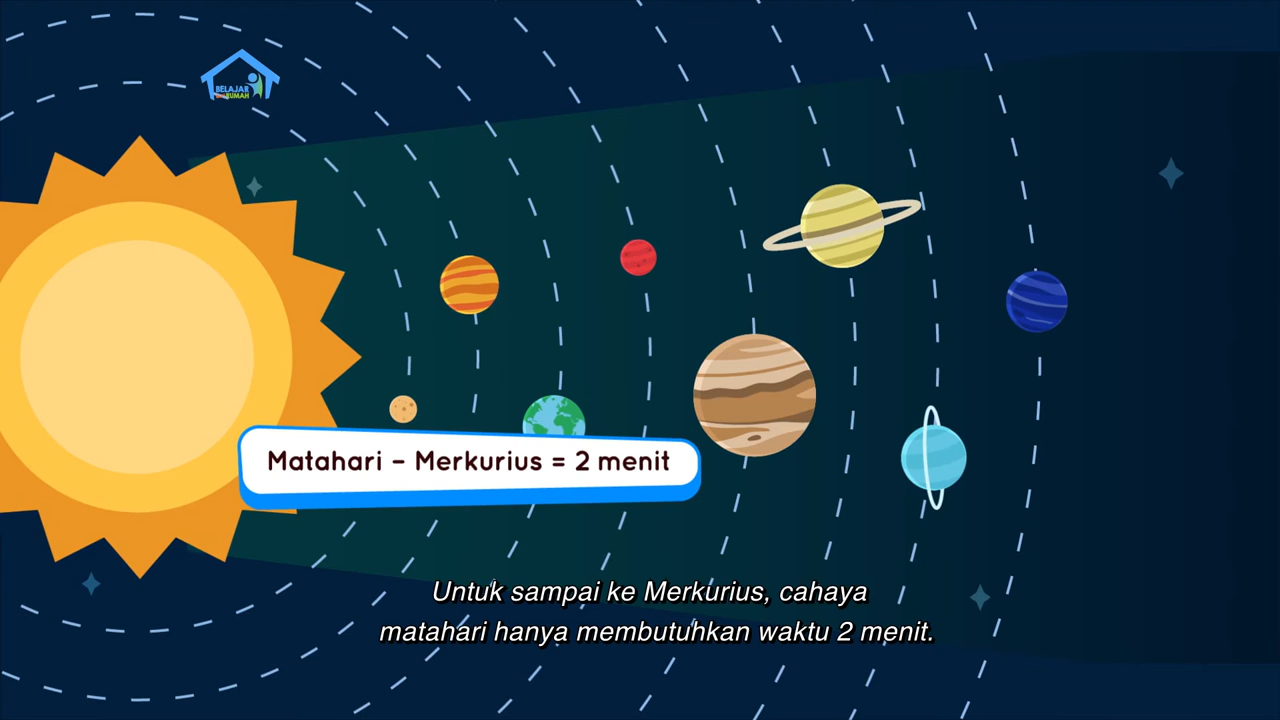 BELAJAR
RUMAH
Matahari – Merkurius = 2 menit
Untuk sampai ke Merkurius, cahaya
matahari hanya membutuhkan waktu 2 menit.